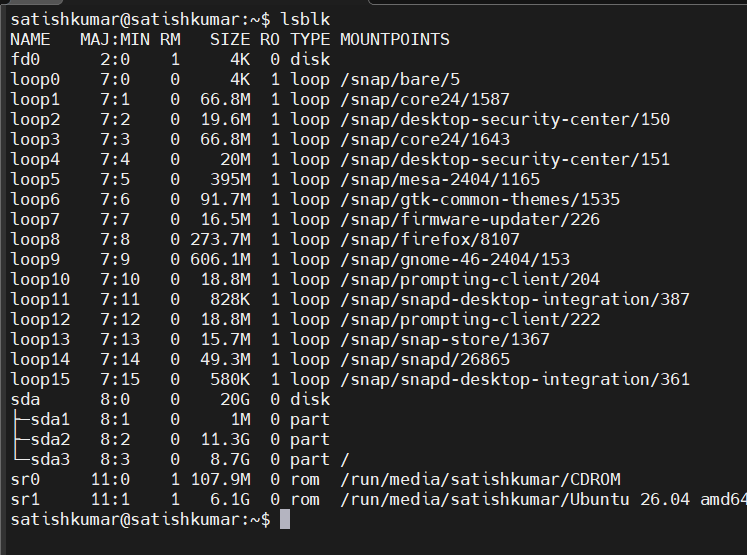 satishkumar@satishkumar:~$ lsblk
NAME   MAJ:MIN RM   SIZE RO TYPE MOUNTPOINTS
fd0      2:0    1     4K  0 disk
loop0    7:0    0     4K  1 loop /snap/bare/5
loop1    7:1    0  66.8M  1 loop /snap/core24/1587
loop2    7:2    0  19.6M  1 loop /snap/desktop-security-center/150
loop3    7:3    0  66.8M  1 loop /snap/core24/1643
loop4    7:4    0    20M  1 loop /snap/desktop-security-center/151
loop5    7:5    0   395M  1 loop /snap/mesa-2404/1165
loop6    7:6    0  91.7M  1 loop /snap/gtk-common-themes/1535
loop7    7:7    0  16.5M  1 loop /snap/firmware-updater/226
loop8    7:8    0 273.7M  1 loop /snap/firefox/8107
loop9    7:9    0 606.1M  1 loop /snap/gnome-46-2404/153
loop10   7:10   0  18.8M  1 loop /snap/prompting-client/204
loop11   7:11   0   828K  1 loop /snap/snapd-desktop-integration/387
loop12   7:12   0  18.8M  1 loop /snap/prompting-client/222
loop13   7:13   0  15.7M  1 loop /snap/snap-store/1367
loop14   7:14   0  49.3M  1 loop /snap/snapd/26865
loop15   7:15   0   580K  1 loop /snap/snapd-desktop-integration/361
sda      8:0    0    20G  0 disk
├─sda1   8:1    0     1M  0 part
├─sda2   8:2    0  11.3G  0 part
└─sda3   8:3    0   8.7G  0 part /
sr0     11:0    1 107.9M  0 rom  /run/media/satishkumar/CDROM
sr1     11:1    1   6.1G  0 rom  /run/media/satishkumar/Ubuntu 26.04 amd64
satishkumar@satishkumar:~$